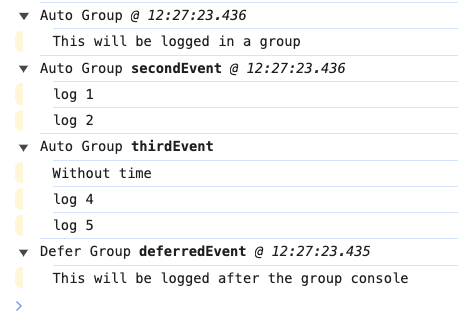 ▼ Auto Group @ 12:27:23.436
This will be logged in a group
▼ Auto Group secondEvent @ 12:27:23.436
log 1
log 2
▼ Auto Group thirdEvent
Without time
log 4
log 5
▼ Defer Group deferredEvent @ 12:27:23.435
This will be logged after the group console
>